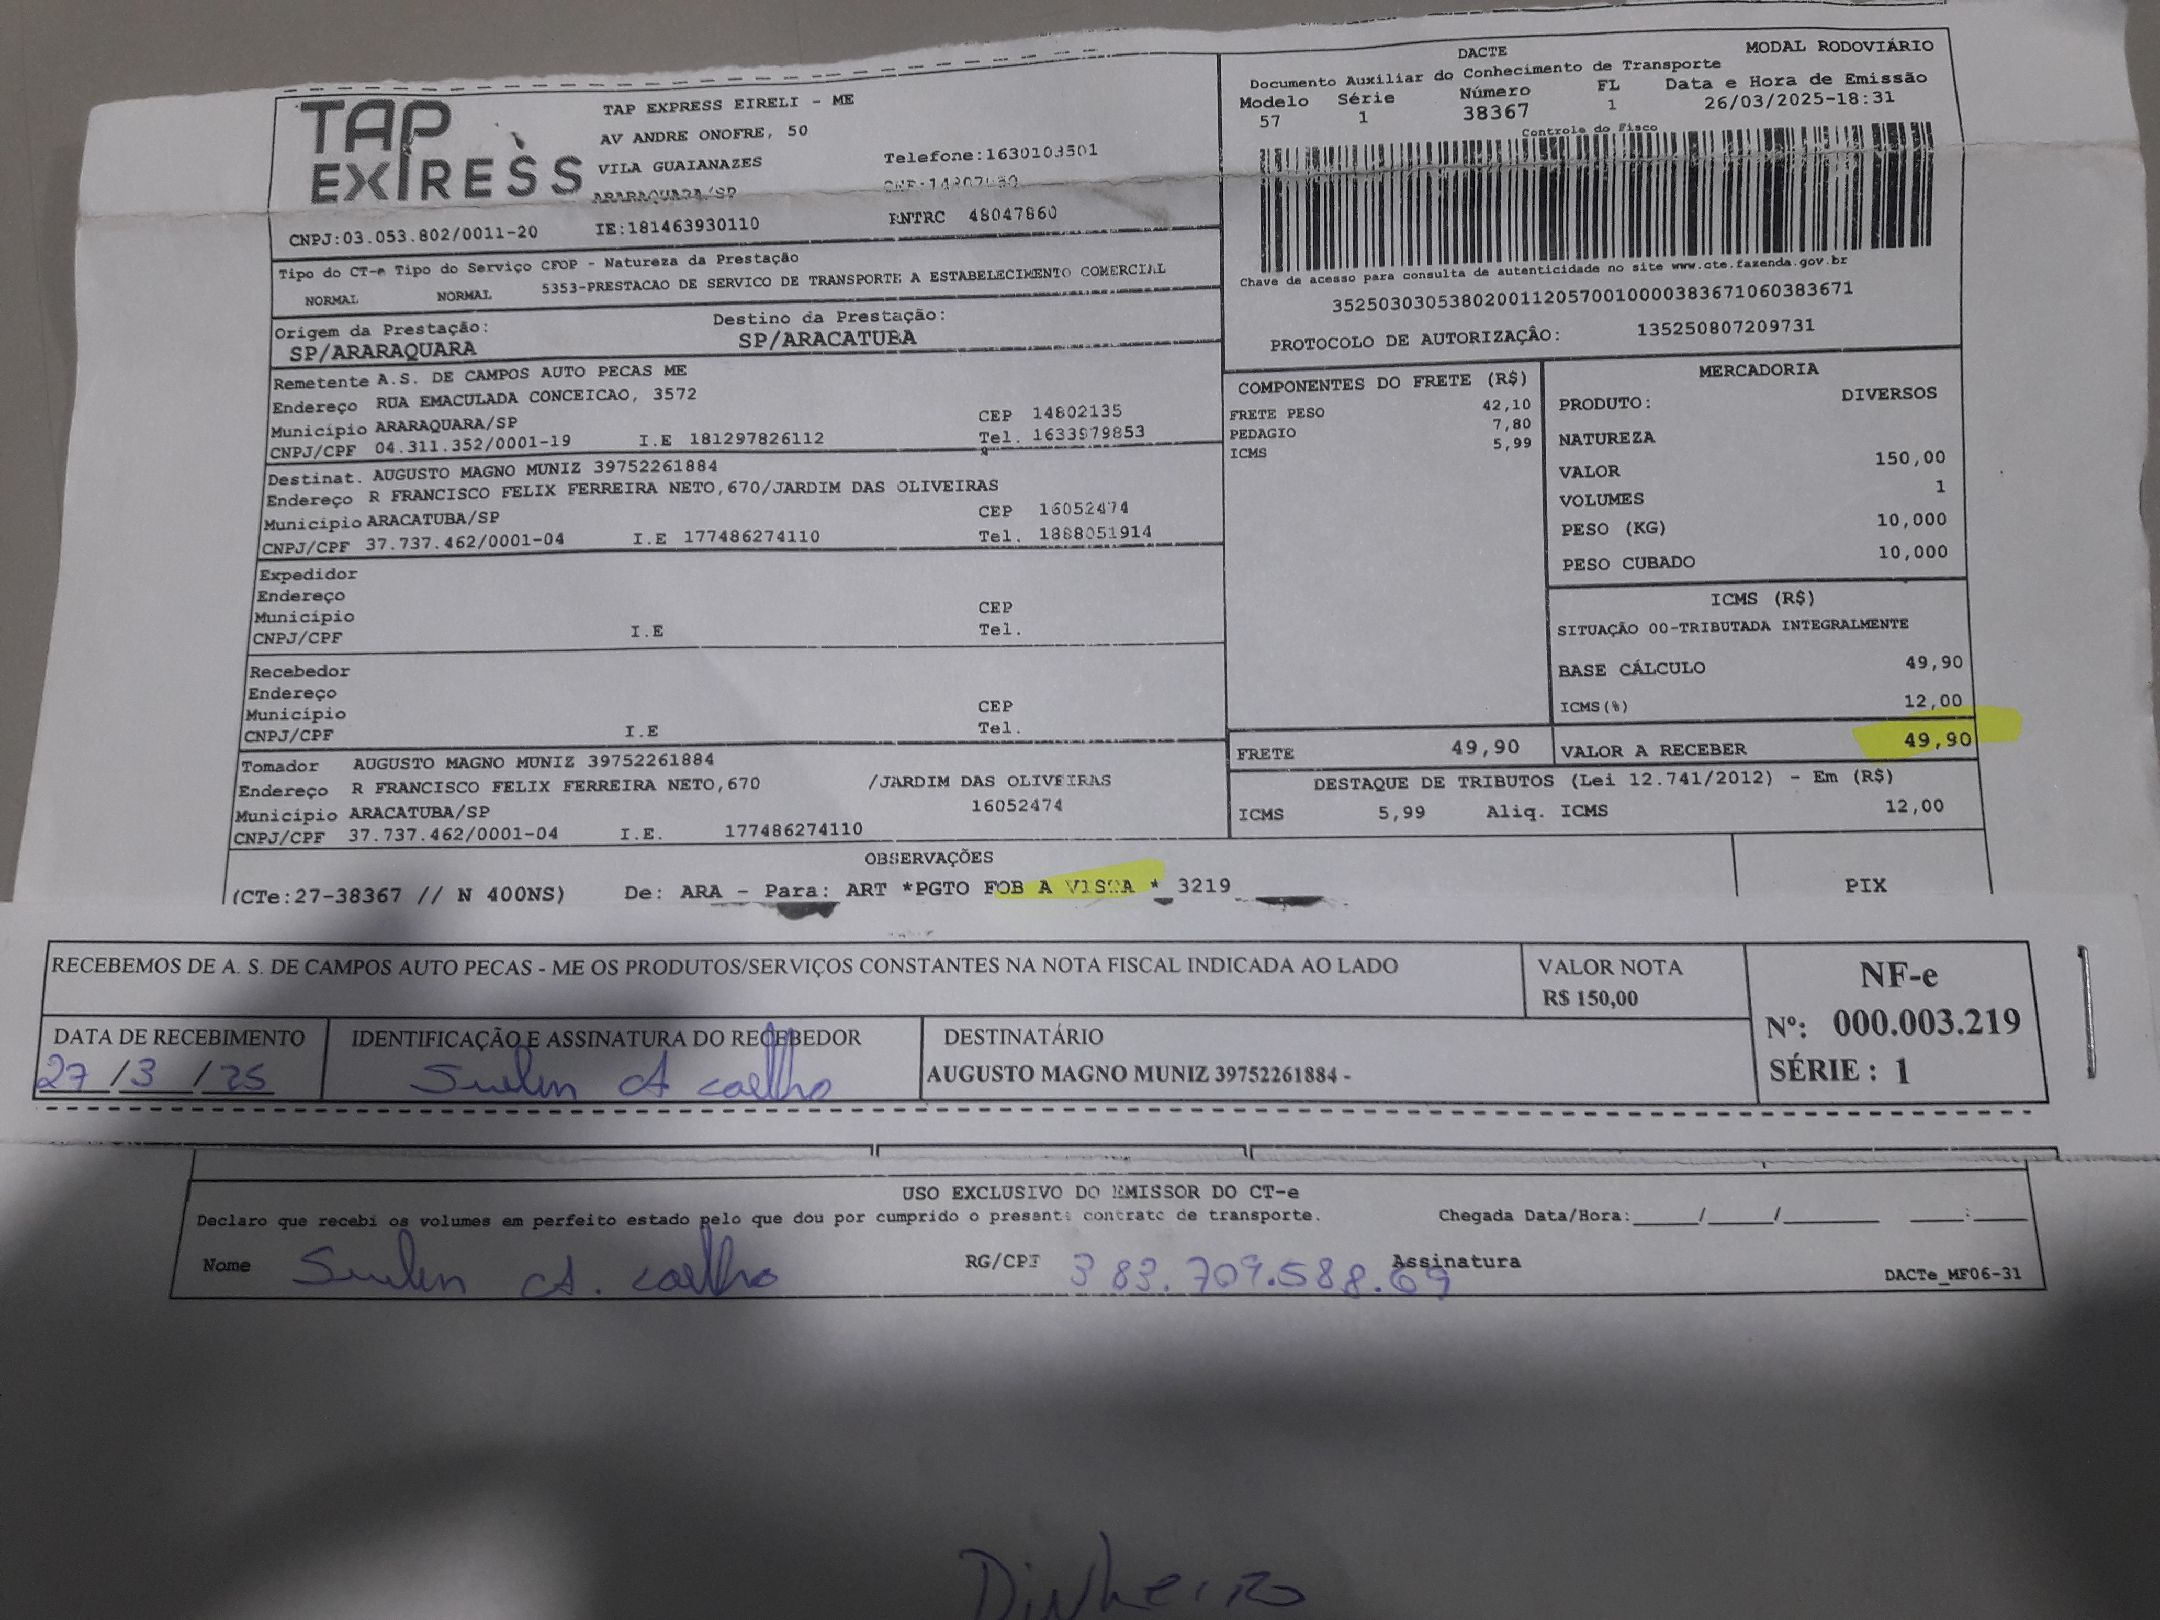 TAP EXPRESS
TAP EXPRESS EIRELI - ME
AV ANDRE ONOFRE, 50
VILA GUAIANAZES
Telefone:1630103501
ARARAQUARA/SP
CNPJ:03.053.802/0011-20 IE:181463930110 RNTRC 48047860
DACTE MODAL RODOVIÁRIO
Documento Auxiliar do Conhecimento de Transporte
Modelo Série Número FL Data e Hora de Emissão
57 1 38367 1 26/03/2025-18:31
Controle do Fisco
Chave de acesso para consulta de autenticidade no site www.cte.fazenda.gov.br
35250303053802001120570010000383671060383671
PROTOCOLO DE AUTORIZAÇÂO: 135250807209731
Tipo do CT-e Tipo do Serviço CFOP - Natureza da Prestação
NORMAL NORMAL 5353-PRESTACAO DE SERVICO DE TRANSPORTE A ESTABELECIMENTO COMERCIAL
Origem da Prestação: Destino da Prestação:
SP/ARARAQUARA SP/ARACATUBA
Remetente A.S. DE CAMPOS AUTO PECAS ME
Endereço RUA EMACULADA CONCEICAO, 3572
Município ARARAQUARA/SP CEP 14802135
CNPJ/CPF 04.311.352/0001-19 I.E 181297826112 Tel. 1633979853
Destinat. AUGUSTO MAGNO MUNIZ 39752261884
Endereço R FRANCISCO FELIX FERREIRA NETO,670/JARDIM DAS OLIVEIRAS
Município ARACATUBA/SP CEP 16052474
CNPJ/CPF 37.737.462/0001-04 I.E 177486274110 Tel. 1888051914
Expedidor
Endereço
Município CEP
CNPJ/CPF I.E Tel.
Recebedor
Endereço
Município CEP
CNPJ/CPF I.E Tel.
Tomador AUGUSTO MAGNO MUNIZ 39752261884
Endereço R FRANCISCO FELIX FERREIRA NETO,670 /JARDIM DAS OLIVEIRAS
Município ARACATUBA/SP 16052474
CNPJ/CPF 37.737.462/0001-04 I.E. 177486274110
COMPONENTES DO FRETE (R$)
FRETE PESO 42,10
PEDAGIO 7,80
ICMS 5,99
MERCADORIA
PRODUTO: DIVERSOS
NATUREZA
VALOR 150,00
VOLUMES 1
PESO (KG) 10,000
PESO CUBADO 10,000
ICMS (R$)
SITUAÇÃO 00-TRIBUTADA INTEGRALMENTE
BASE CÁLCULO 49,90
ICMS(%) 12,00
FRETE 49,90 VALOR A RECEBER 49,90
DESTAQUE DE TRIBUTOS (Lei 12.741/2012) - Em (R$)
ICMS 5,99 Aliq. ICMS 12,00
OBSERVAÇÕES
(CTe:27-38367 // N 400NS) De: ARA - Para: ART *PGTO FOB A VISTA * 3219 PIX
RECEBEMOS DE A. S. DE CAMPOS AUTO PECAS - ME OS PRODUTOS/SERVIÇOS CONSTANTES NA NOTA FISCAL INDICADA AO LADO
VALOR NOTA
R$ 150,00
NF-e
Nº: 000.003.219
SÉRIE : 1
DATA DE RECEBIMENTO
27/3/25
IDENTIFICAÇÃO E ASSINATURA DO RECEBEDOR
Suelen A coelho
DESTINATÁRIO
AUGUSTO MAGNO MUNIZ 39752261884 -
USO EXCLUSIVO DO EMISSOR DO CT-e
Declaro que recebi os volumes em perfeito estado pelo que dou por cumprido o presente contrato de transporte. Chegada Data/Hora:____/____/______ ___:___
Nome Suelen A. coelho RG/CPF 383.709.588.69 Assinatura
DACTe_MF06-31
Dinheiro